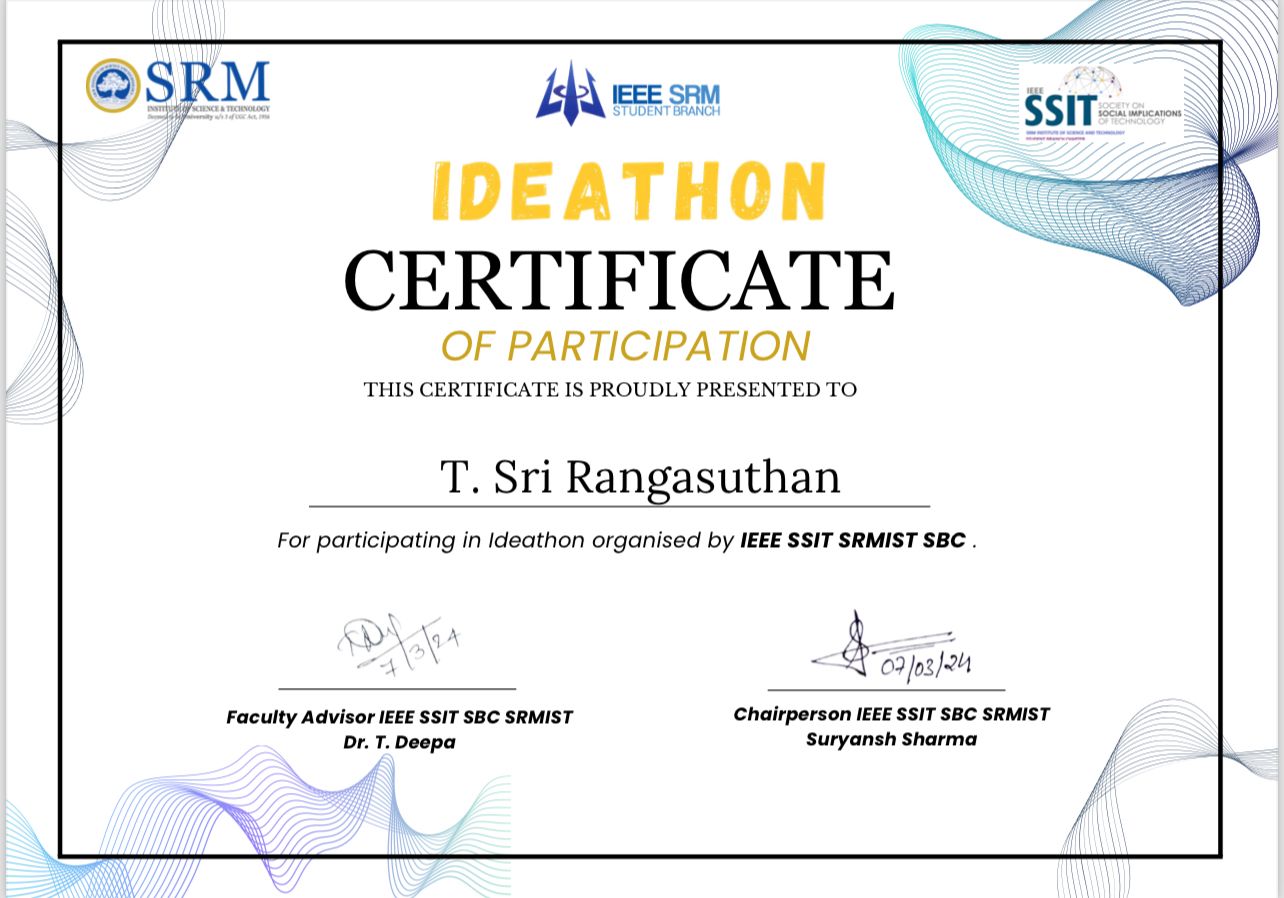 SRM
INSTITUTE OF SCIENCE & TECHNOLOGY
Deemed to be University u/s 3 of UGC Act, 1956
IEEE SRM
STUDENT BRANCH
IEEE
SSIT
SOCIETY ON
SOCIAL IMPLICATIONS
OF TECHNOLOGY
SRM INSTITUTE OF SCIENCE AND TECHNOLOGY
STUDENT BRANCH CHAPTER
IDEATHON
CERTIFICATE
OF PARTICIPATION
THIS CERTIFICATE IS PROUDLY PRESENTED TO
T. Sri Rangasuthan
For participating in Ideathon organised by IEEE SSIT SRMIST SBC .
7/3/24
07/03/24
Faculty Advisor IEEE SSIT SBC SRMIST
Dr. T. Deepa
Chairperson IEEE SSIT SBC SRMIST
Suryansh Sharma